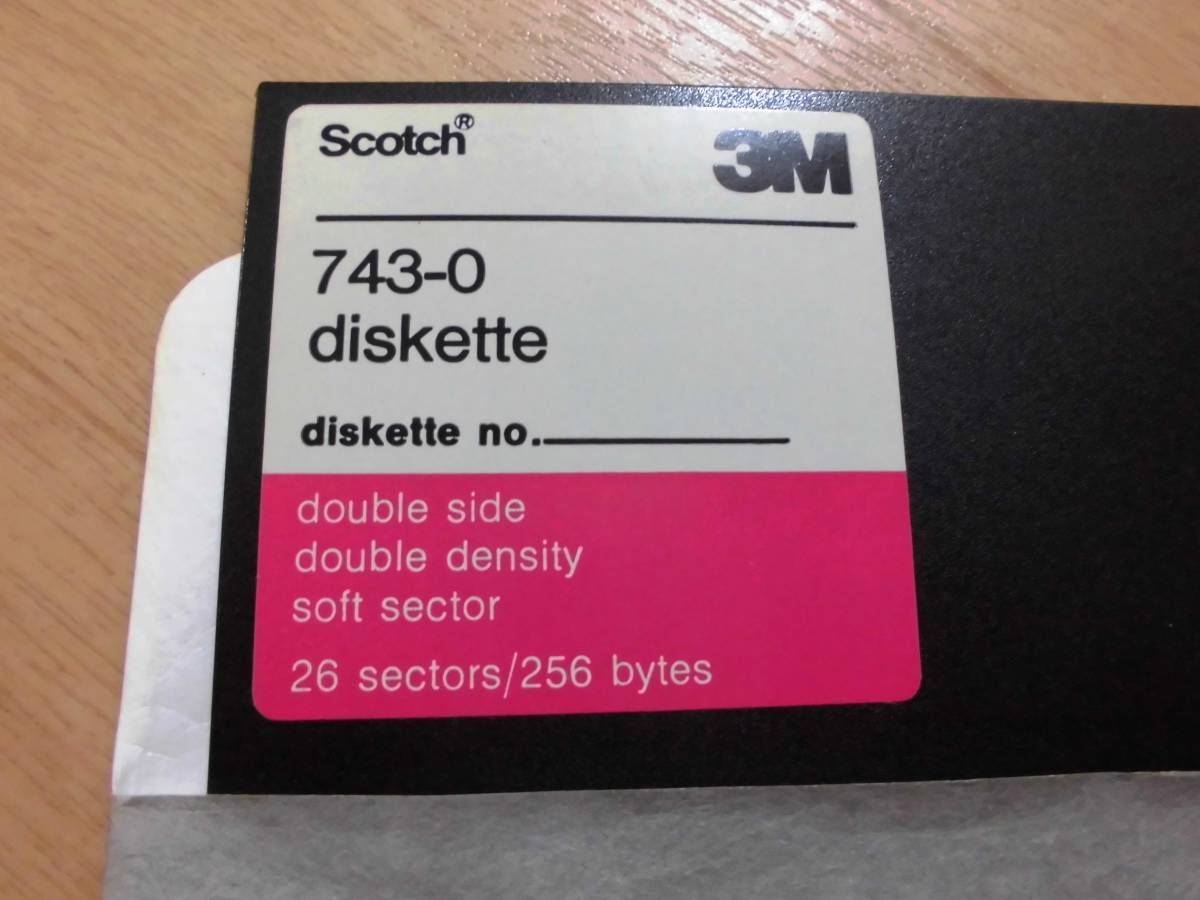 Scotch®
3M
743-0
diskette
diskette no.
double side
double density
soft sector
26 sectors/256 bytes